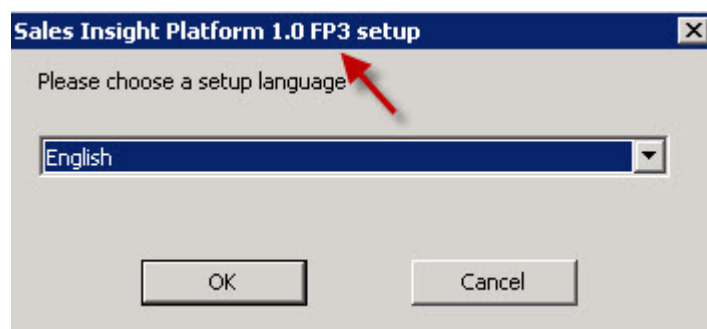 Sales Insight Platform 1.0 FP3 setup
Please choose a setup language
English
OK Cancel